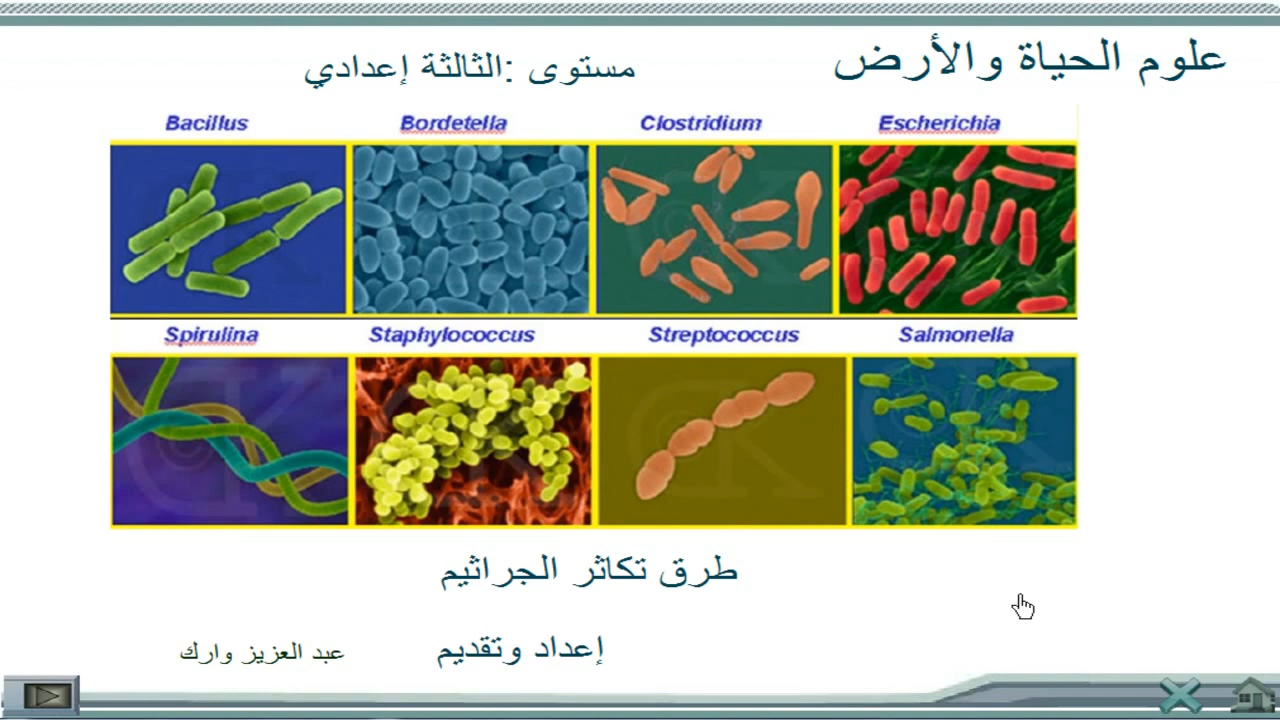 علوم الحياة والأرض
مستوى :الثالثة إعدادي
Bacillus Bordetella Clostridium Escherichia
Spirulina Staphylococcus Streptococcus Salmonella
طرق تكاثر الجراثيم
إعداد وتقديم
عبد العزيز وارك